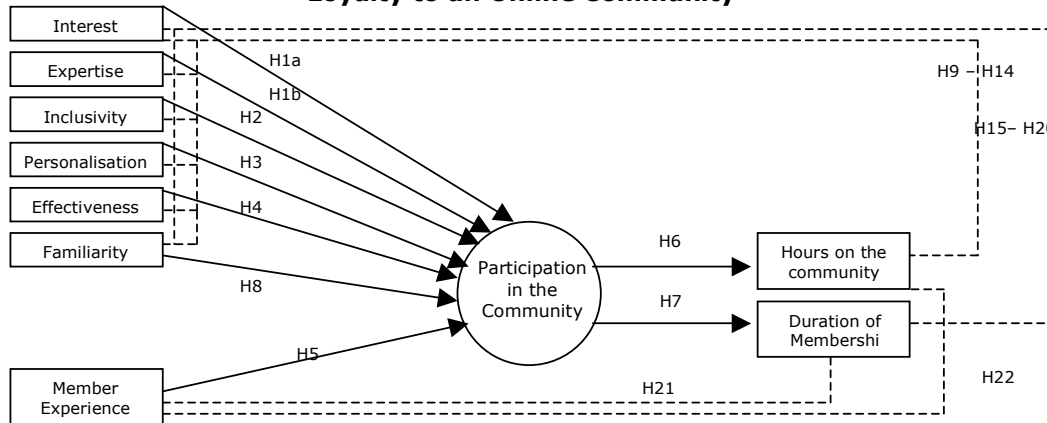 Loyalty to an Online Community
Interest
Expertise
Inclusivity
Personalisation
Effectiveness
Familiarity
Member
Experience
H1a
H1b
H2
H3
H4
H8
H5
Participation
in the
Community
H6
H7
Hours on the
community
Duration of
Membershi
H9 – H14
H15– H20
H21
H22